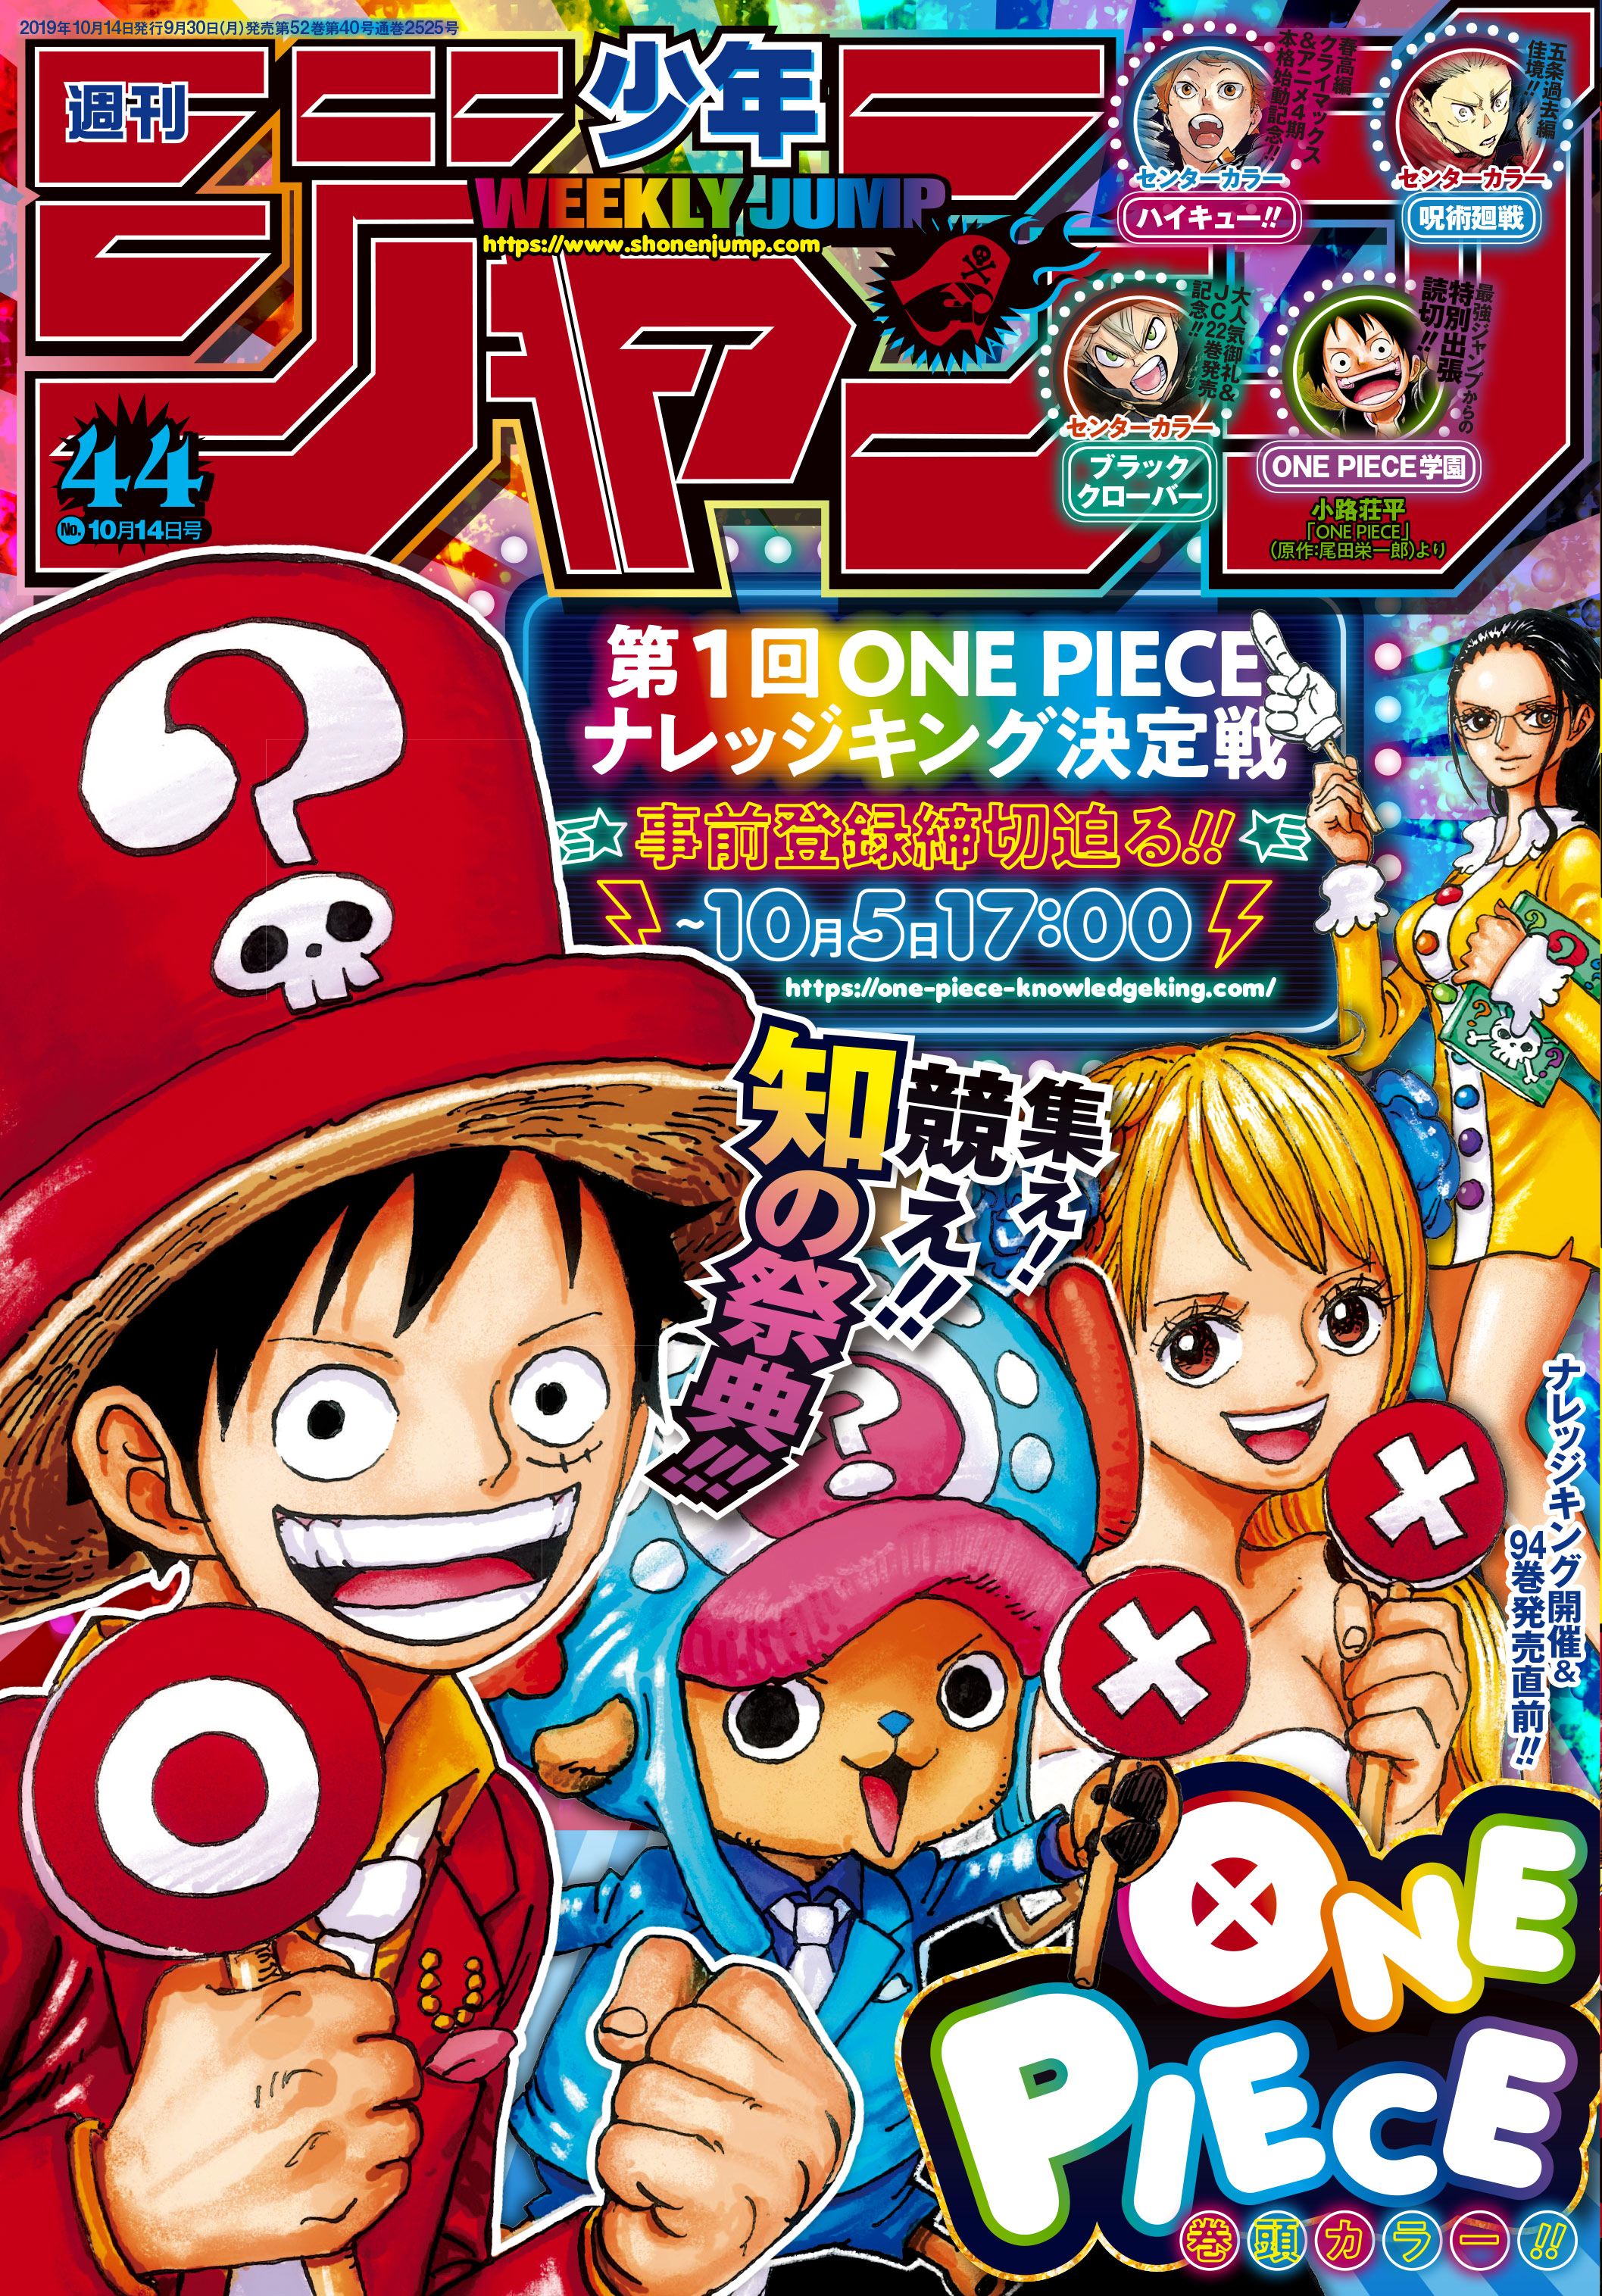 2019年10月14日発行9月30日(月)発売第52巻第40号通巻2525号
週刊
少年
ジャンプ
WEEKLY JUMP
https://www.shonenjump.com
44
No. 10月14日号
春高編
クライマックス
&アニメ4期
本格始動記念!!
センターカラー
ハイキュー!!
五条過去編
佳境!!
センターカラー
呪術廻戦
大人気御礼&
JC22巻発売
記念!!
センターカラー
ブラック
クローバー
最強ジャンプからの
特別出張
読切!!
ONE PIECE学園
小路荘平
「ONE PIECE」
(原作:尾田栄一郎)より
第1回 ONE PIECE
ナレッジキング決定戦
事前登録締切迫る!!
~10月5日17:00
https://one-piece-knowledgeking.com/
集え!
競え!!
知の祭典!!!
ナレッジキング開催&
94巻発売直前!!
ONE
PIECE
巻頭カラー!!